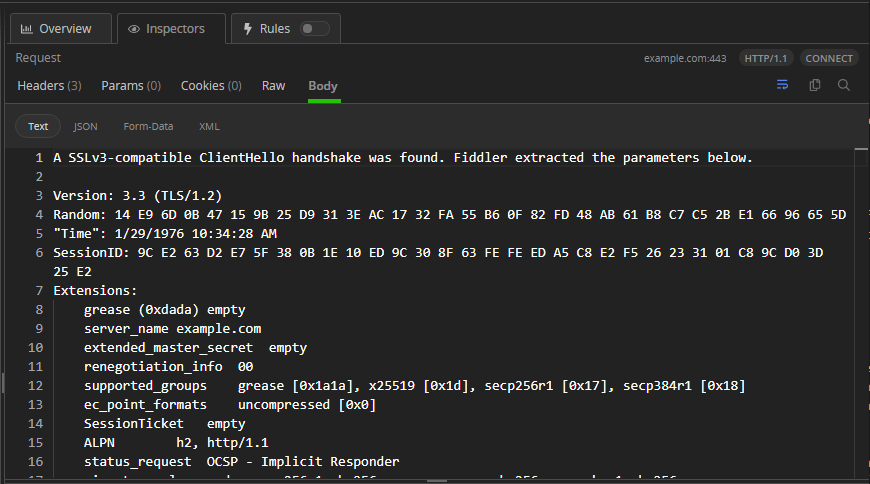 Overview Inspectors Rules
Request example.com:443 HTTP/1.1 CONNECT
Headers (3) Params (0) Cookies (0) Raw Body
Text JSON Form-Data XML
1 A SSLv3-compatible ClientHello handshake was found. Fiddler extracted the parameters below.
2
3 Version: 3.3 (TLS/1.2)
4 Random: 14 E9 6D 0B 47 15 9B 25 D9 31 3E AC 17 32 FA 55 B6 0F 82 FD 48 AB 61 B8 C7 C5 2B E1 66 96 65 5D
5 "Time": 1/29/1976 10:34:28 AM
6 SessionID: 9C E2 63 D2 E7 5F 38 0B 1E 10 ED 9C 30 8F 63 FE FE ED A5 C8 E2 F5 26 23 31 01 C8 9C D0 3D
25 E2
7 Extensions:
8 grease (0xdada) empty
9 server_name example.com
10 extended_master_secret empty
11 renegotiation_info 00
12 supported_groups grease [0x1a1a], x25519 [0x1d], secp256r1 [0x17], secp384r1 [0x18]
13 ec_point_formats uncompressed [0x0]
14 SessionTicket empty
15 ALPN h2, http/1.1
16 status_request OCSP - Implicit Responder